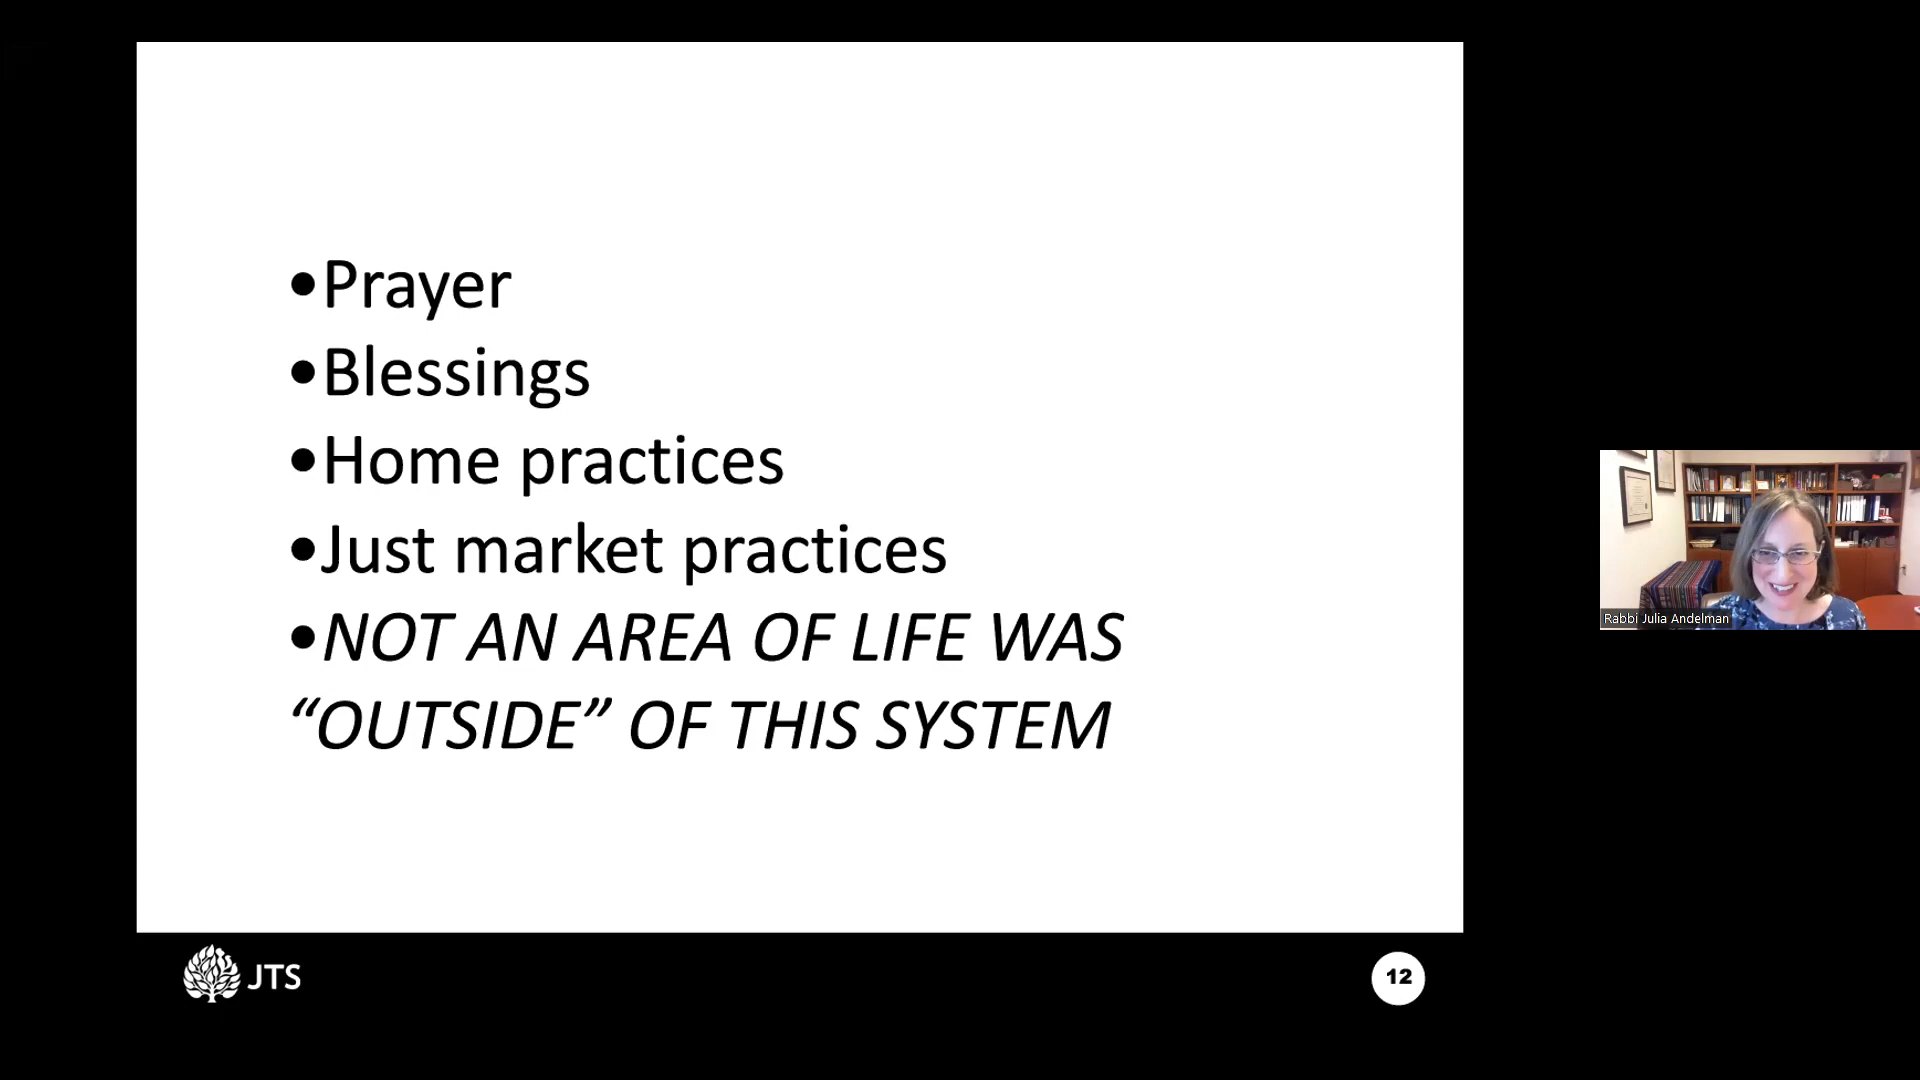 •Prayer
•Blessings
•Home practices
•Just market practices
•NOT AN AREA OF LIFE WAS
“OUTSIDE” OF THIS SYSTEM
Rabbi Julia Andelman
JTS
12